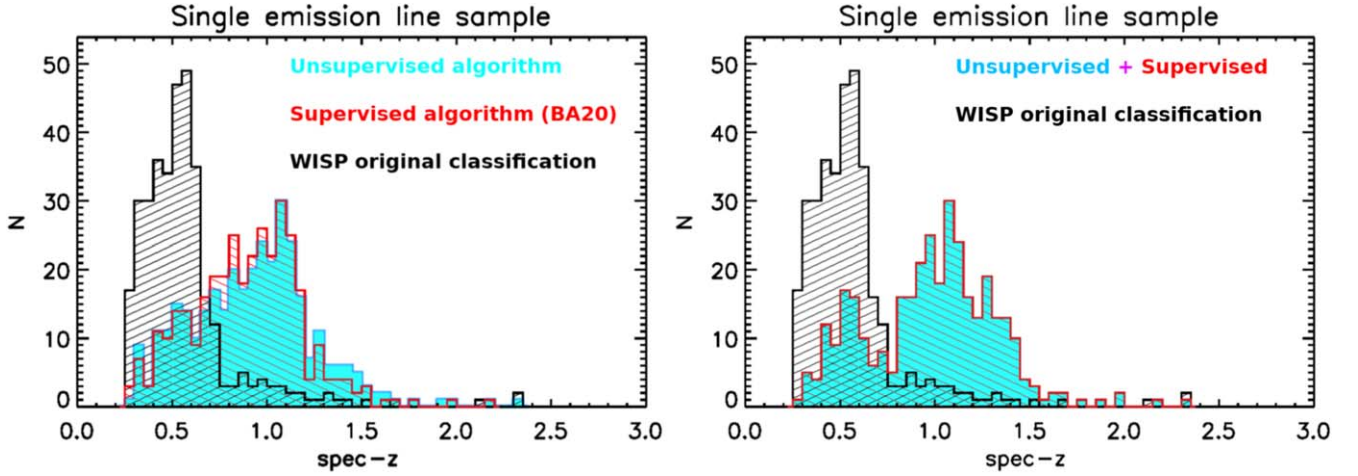 Single emission line sample
50
40
30
20
10
0
N
Unsupervised algorithm
Supervised algorithm (BA20)
WISP original classification
0.0 0.5 1.0 1.5 2.0 2.5 3.0
spec-z
Single emission line sample
50
40
30
20
10
0
N
Unsupervised + Supervised
WISP original classification
0.0 0.5 1.0 1.5 2.0 2.5 3.0
spec-z